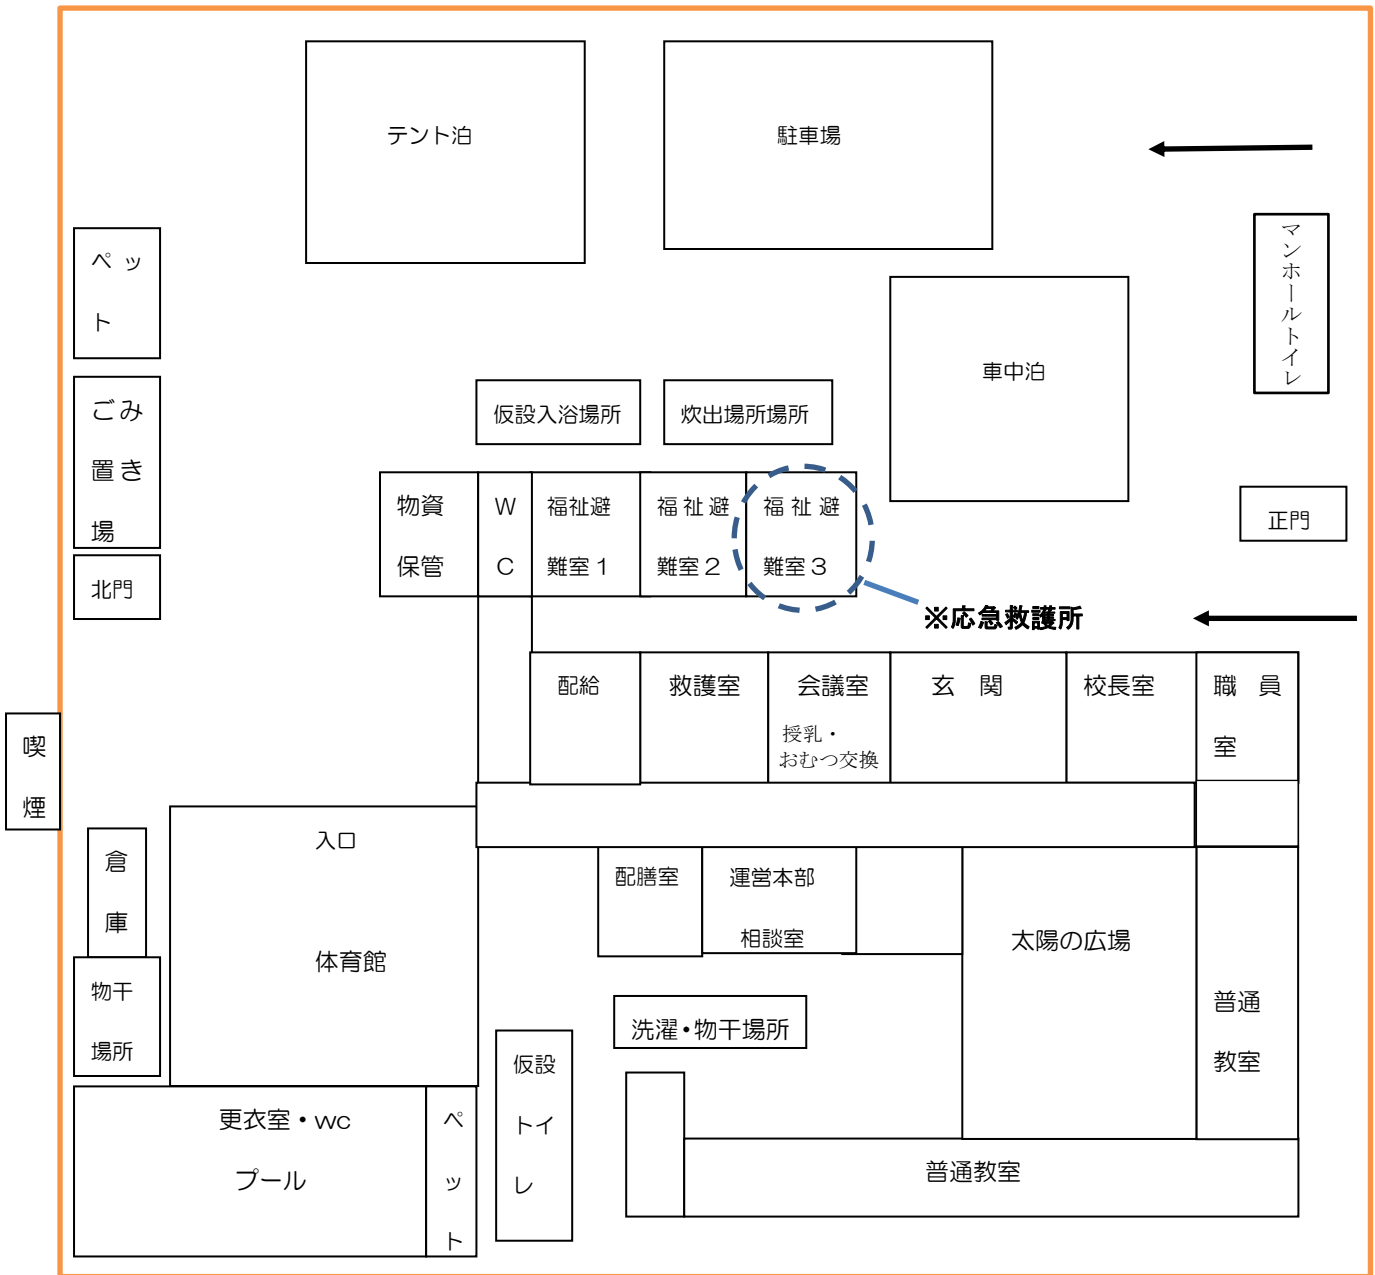 テント泊
駐車場
マンホールトイレ
ペッ
ト
車中泊
ごみ
置き
場
仮設入浴場所
炊出場所場所
物資
保管
W
C
福祉避
難室1
福祉避
難室2
福祉避
難室3
正門
北門
※応急救護所
配給
救護室
会議室
授乳・
おむつ交換
玄　関
校長室
職　員
室
喫
煙
入口
倉
庫
体育館
配膳室
運営本部
相談室
太陽の広場
普通
教室
物干
場所
洗濯・物干場所
仮設
トイ
レ
更衣室・wc
プール
ペ
ッ
ト
普通教室